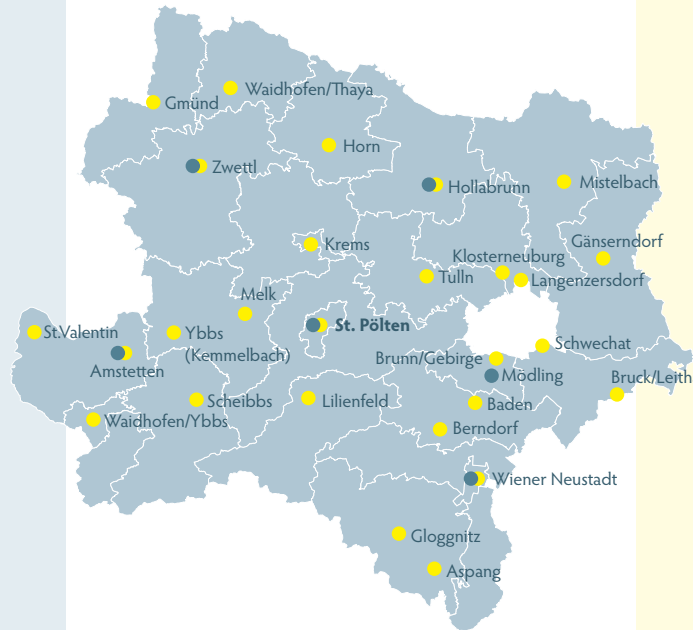 Waidhofen/Thaya
Gmünd
Horn
Zwettl
Hollabrunn
Mistelbach
Gänserndorf
Krems
Klosterneuburg
Tulln
Langenzersdorf
Melk
St. Pölten
St.Valentin
Ybbs
(Kemmelbach)
Schwechat
Brunn/Gebirge
Amstetten
Mödling
Bruck/Leith
Scheibbs
Lilienfeld
Baden
Waidhofen/Ybbs
Berndorf
Wiener Neustadt
Gloggnitz
Aspang